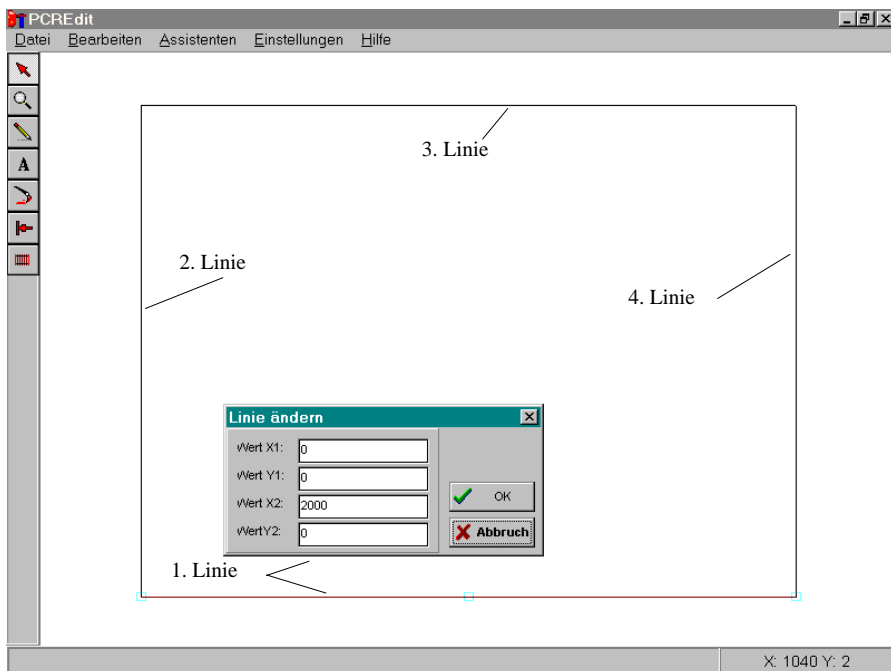 PCREdit
Datei Bearbeiten Assistenten Einstellungen Hilfe
A
3. Linie
2. Linie
4. Linie
Linie ändern
Wert X1: 0
Wert Y1: 0
Wert X2: 2000
OK
WertY2: 0
Abbruch
1. Linie
X: 1040 Y: 2